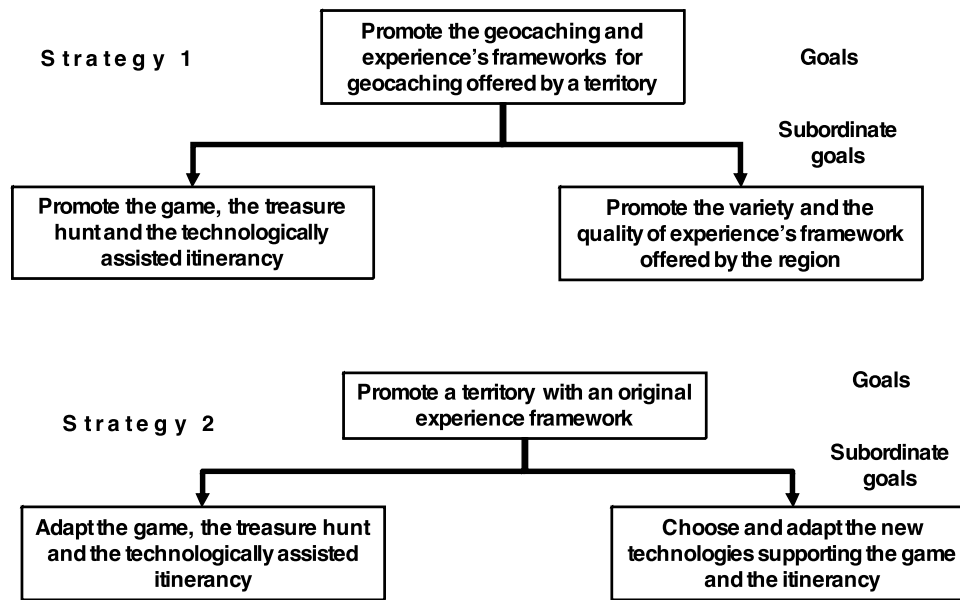 Strategy 1
Promote the geocaching and
experience's frameworks for
geocaching offered by a territory
Goals
Subordinate
goals
Promote the game, the treasure
hunt and the technologically
assisted itinerancy
Promote the variety and the
quality of experience's framework
offered by the region
Strategy 2
Promote a territory with an original
experience framework
Goals
Subordinate
goals
Adapt the game, the treasure hunt
and the technologically assisted
itinerancy
Choose and adapt the new
technologies supporting the game
and the itinerancy